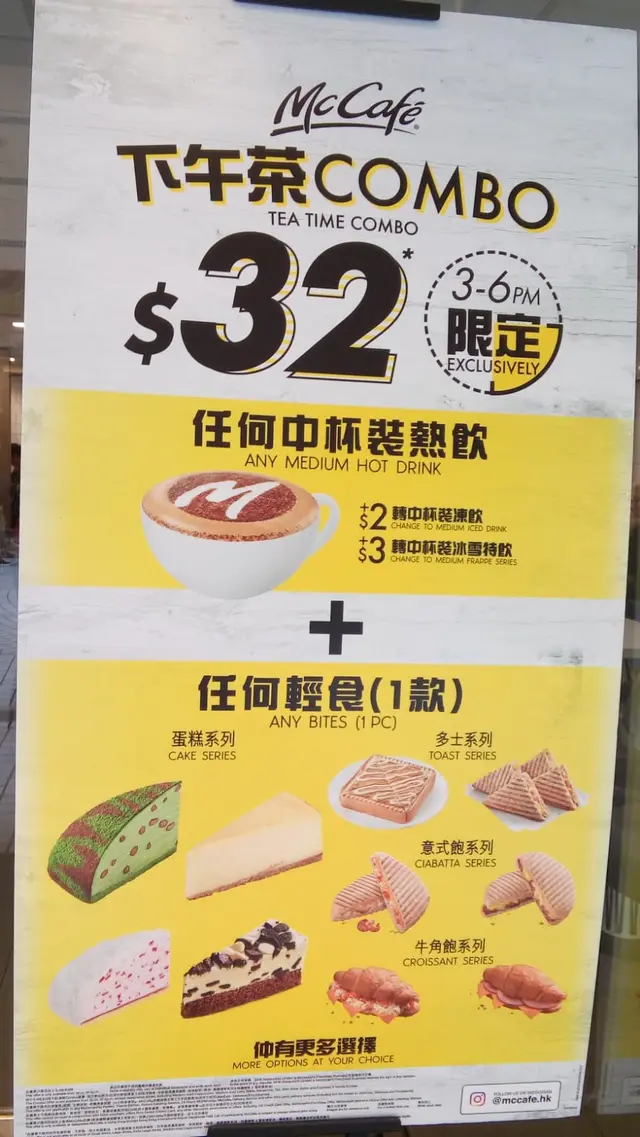 McCafé
下午茶COMBO
TEA TIME COMBO
$32*
3-6PM
限定
EXCLUSIVELY
任何中杯裝熱飲
ANY MEDIUM HOT DRINK
+$2 轉中杯裝凍飲
CHANGE TO MEDIUM ICED DRINK
+$3 轉中杯裝冰雪特飲
CHANGE TO MEDIUM FRAPPE SERIES
+
任何輕食(1款)
ANY BITES (1 PC)
蛋糕系列
CAKE SERIES
多士系列
TOAST SERIES
意式飽系列
CIABATTA SERIES
牛角飽系列
CROISSANT SERIES
仲有更多選擇
MORE OPTIONS AT YOUR CHOICE
FOLLOW US ON INSTAGRAM
@mccafe.hk